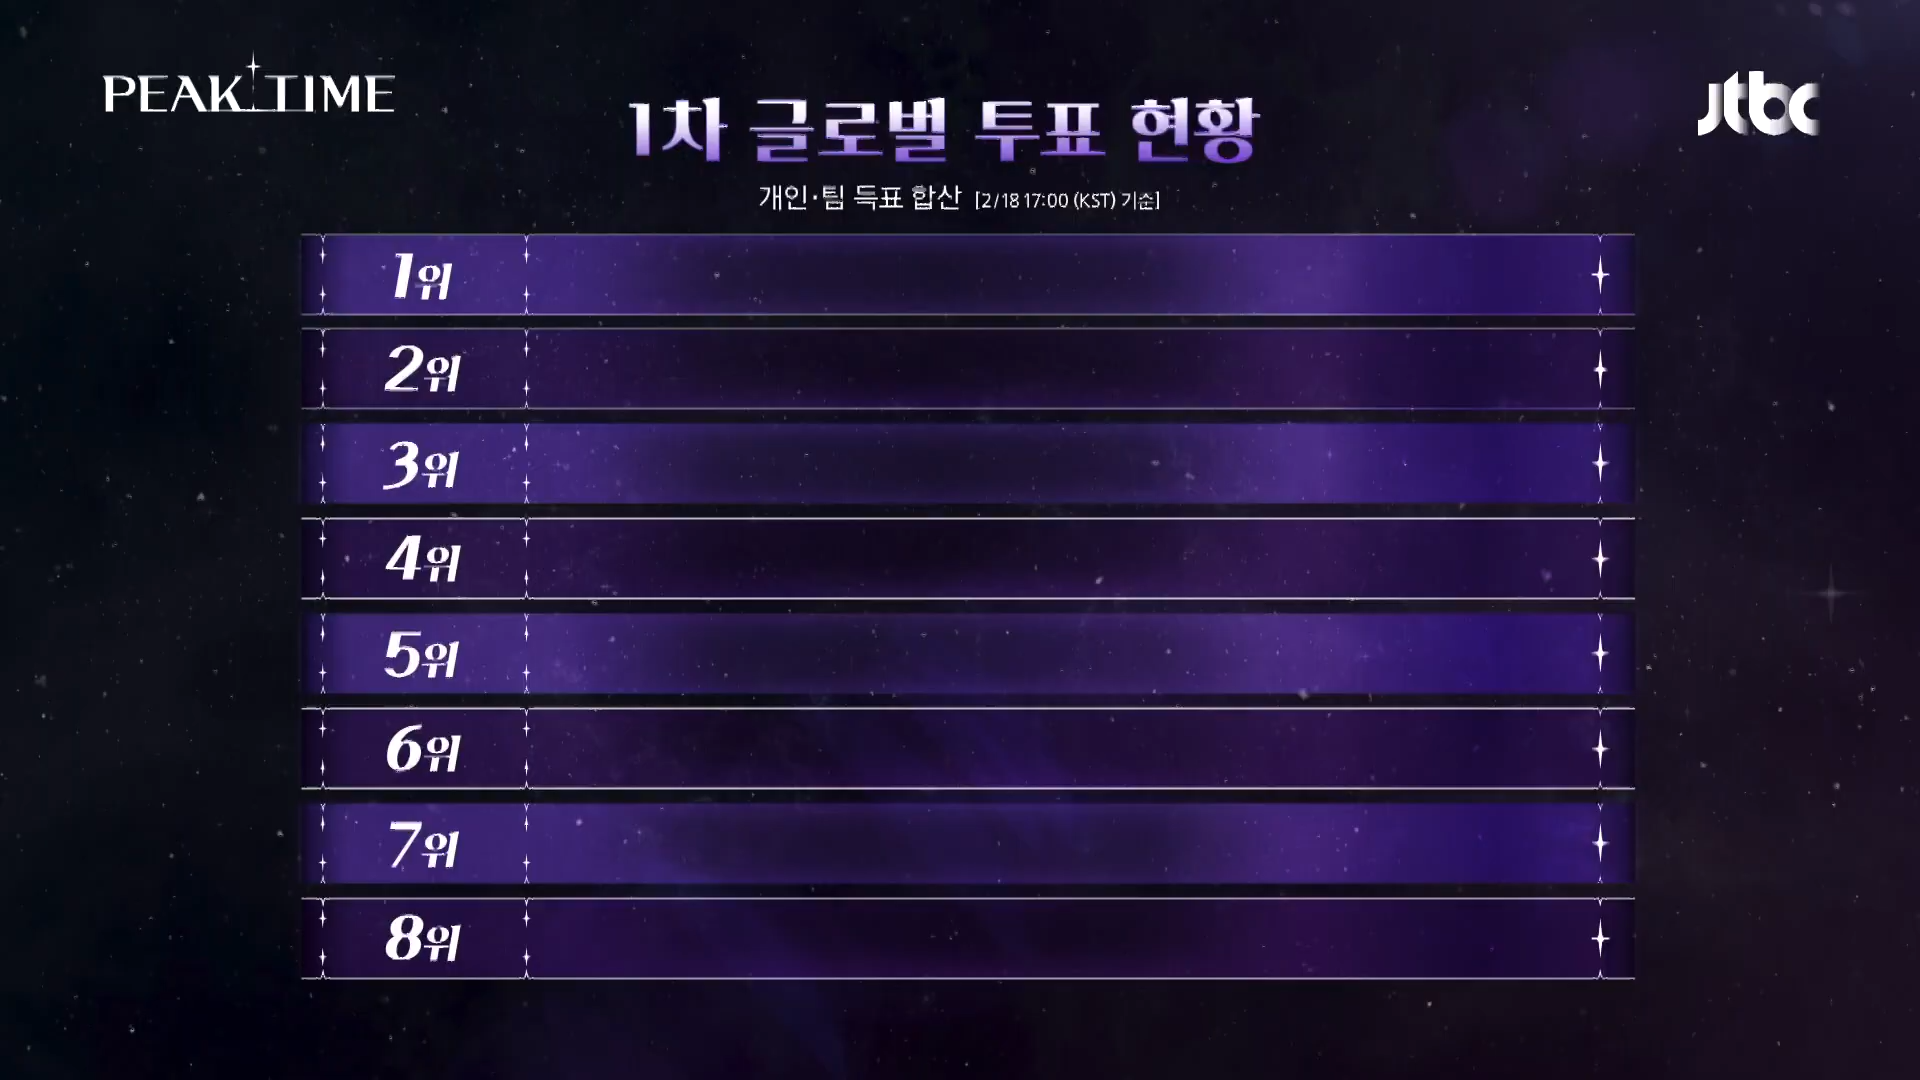 PEAK TIME
jtbc
1차 글로벌 투표 현황
개인·팀 득표 합산 [2/18 17:00 (KST) 기준]
1위
2위
3위
4위
5위
6위
7위
8위